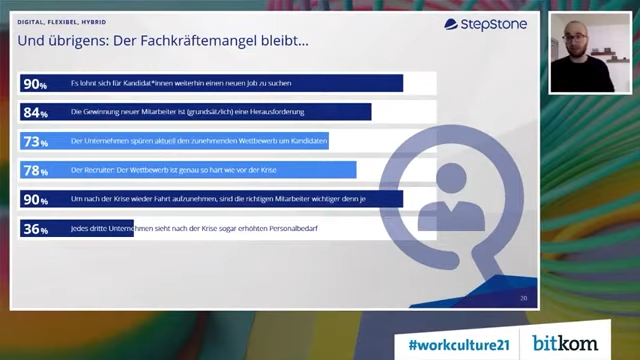 DIGITAL, FLEXIBEL, HYBRID
StepStone
Und übrigens: Der Fachkräftemangel bleibt...
90% Es lohnt sich für Kandidat*innen weiterhin einen neuen Job zu suchen
84% Die Gewinnung neuer Mitarbeiter ist (grundsätzlich) eine Herausforderung
73% Der Unternehmen spüren aktuell den zunehmenden Wettbewerb um Kandidaten
78% Der Recruiter: Der Wettbewerb ist genau so hart wie vor der Krise
90% Um nach der Krise wieder Fahrt aufzunehmen, sind die richtigen Mitarbeiter wichtiger denn je
36% Jedes dritte Unternehmen sieht nach der Krise sogar erhöhten Personalbedarf
20
#workculture21
bitkom